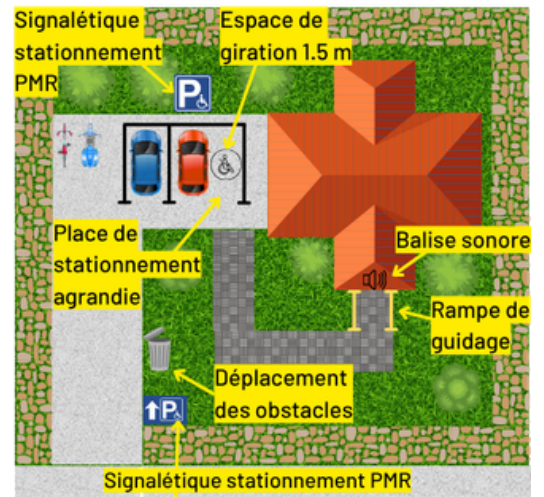 Signalétique
stationnement
PMR
Espace de
giration 1.5 m
P
Place de
stationnement
agrandie
Balise sonore
Rampe de
guidage
Déplacement
des obstacles
P
Signalétique stationnement PMR